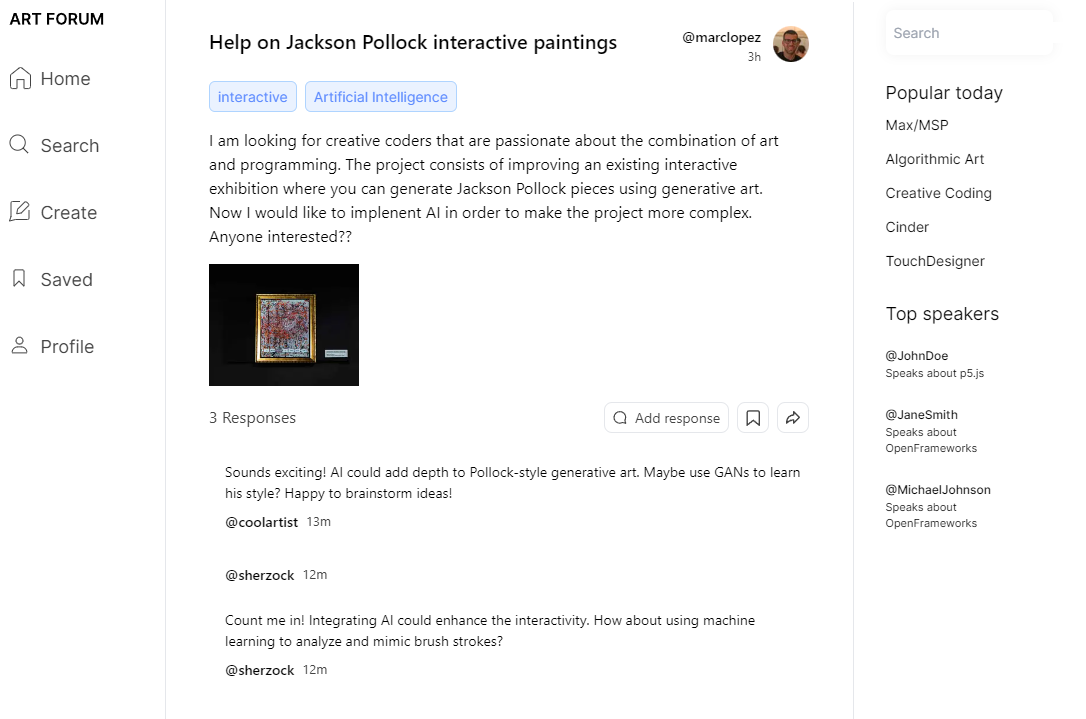 ART FORUM
Home
Search
Create
Saved
Profile
Help on Jackson Pollock interactive paintings
@marclopez
3h
interactive
Artificial Intelligence
I am looking for creative coders that are passionate about the combination of art
and programming. The project consists of improving an existing interactive
exhibition where you can generate Jackson Pollock pieces using generative art.
Now I would like to implenent AI in order to make the project more complex.
Anyone interested??
3 Responses
Add response
Sounds exciting! AI could add depth to Pollock-style generative art. Maybe use GANs to learn
his style? Happy to brainstorm ideas!
@coolartist 13m
@sherzock 12m
Count me in! Integrating AI could enhance the interactivity. How about using machine
learning to analyze and mimic brush strokes?
@sherzock 12m
Search
Popular today
Max/MSP
Algorithmic Art
Creative Coding
Cinder
TouchDesigner
Top speakers
@JohnDoe
Speaks about p5.js
@JaneSmith
Speaks about
OpenFrameworks
@MichaelJohnson
Speaks about
OpenFrameworks